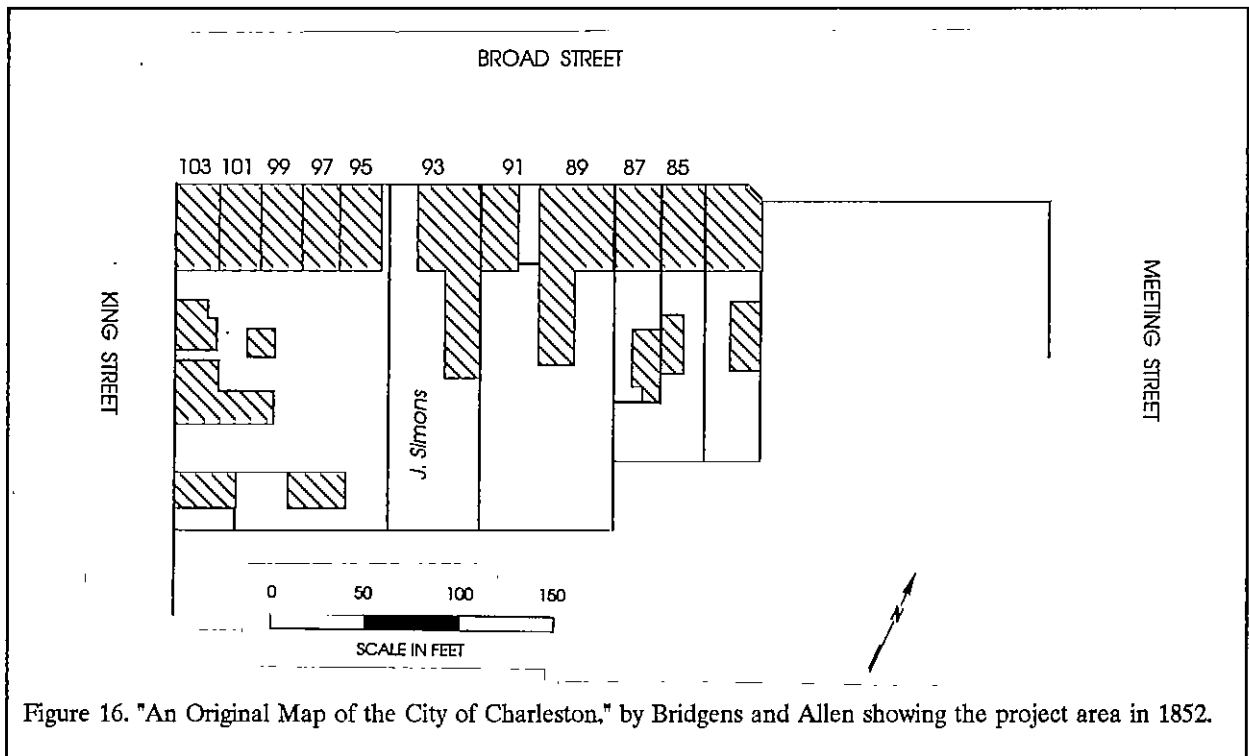 BROAD STREET
103 101 99 97 95 93 91 89 87 85
KING STREET
MEETING STREET
J. Simons
0 50 100 150
SCALE IN FEET
N
Figure 16. "An Original Map of the City of Charleston," by Bridgens and Allen showing the project area in 1852.